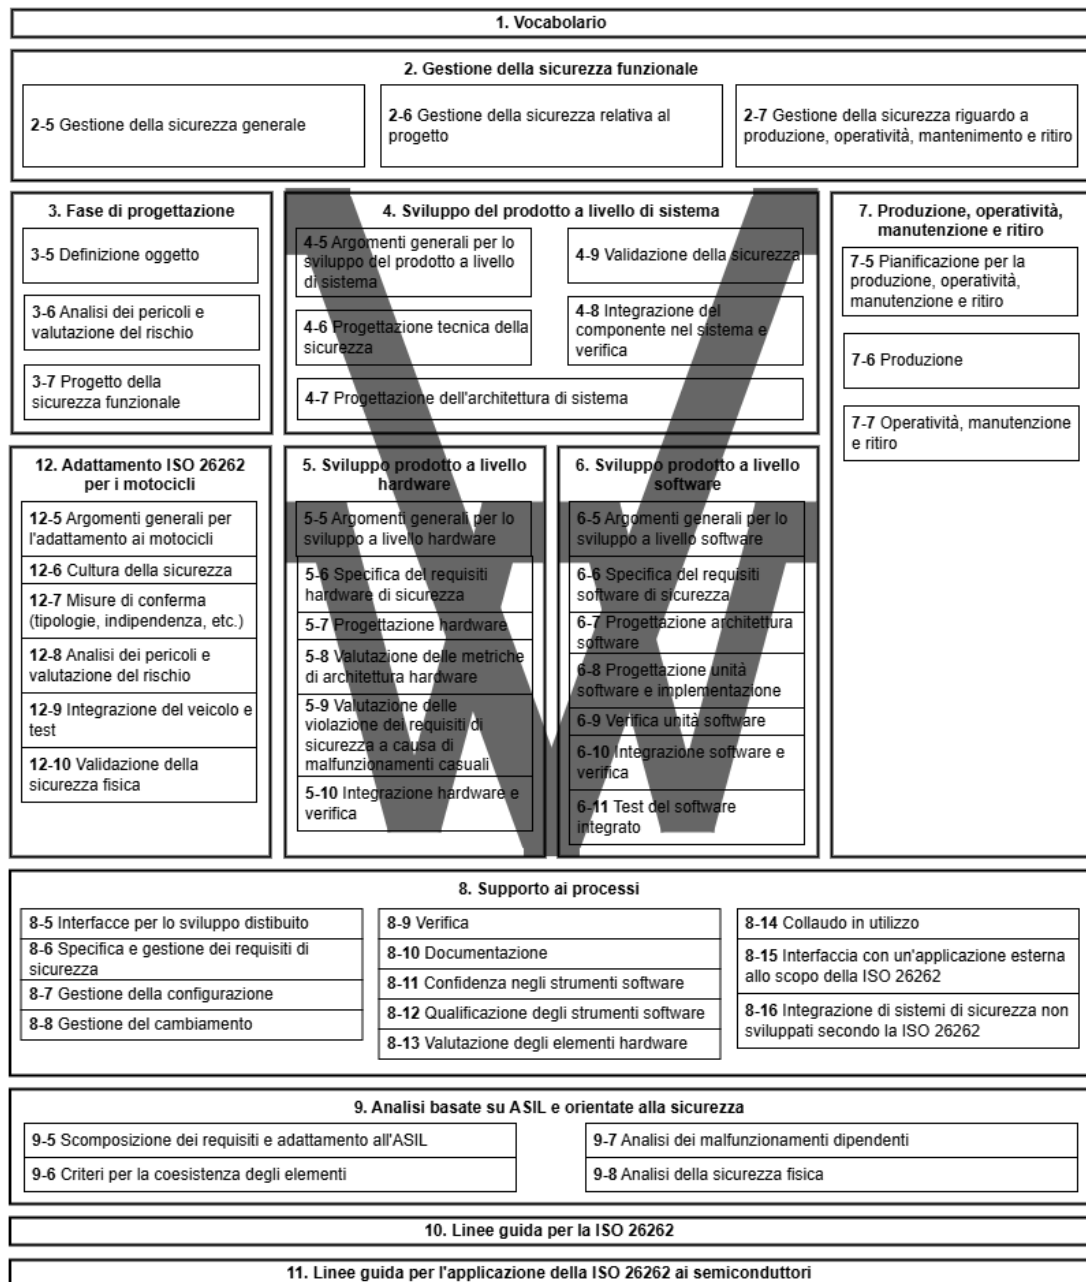 1. Vocabolario
2. Gestione della sicurezza funzionale
2-5 Gestione della sicurezza generale
2-6 Gestione della sicurezza relativa al
progetto
2-7 Gestione della sicurezza riguardo a
produzione, operatività, mantenimento e ritiro
3. Fase di progettazione
3-5 Definizione oggetto
3-6 Analisi dei pericoli e
valutazione del rischio
3-7 Progetto della
sicurezza funzionale
4. Sviluppo del prodotto a livello di sistema
4-5 Argomenti generali per lo
sviluppo del prodotto a livello
di sistema
4-6 Progettazione tecnica della
sicurezza
4-9 Validazione della sicurezza
4-8 Integrazione del
componente nel sistema e
verifica
4-7 Progettazione dell'architettura di sistema
7. Produzione, operatività,
manutenzione e ritiro
7-5 Pianificazione per la
produzione, operatività,
manutenzione e ritiro
7-6 Produzione
7-7 Operatività, manutenzione
e ritiro
12. Adattamento ISO 26262
per i motocicli
12-5 Argomenti generali per
l'adattamento ai motocicli
12-6 Cultura della sicurezza
12-7 Misure di conferma
(tipologie, indipendenza, etc.)
12-8 Analisi dei pericoli e
valutazione del rischio
12-9 Integrazione del veicolo e
test
12-10 Validazione della
sicurezza fisica
5. Sviluppo prodotto a livello
hardware
5-5 Argomenti generali per lo
sviluppo a livello hardware
5-6 Specifica del requisiti
hardware di sicurezza
5-7 Progettazione hardware
5-8 Valutazione delle metriche
di architettura hardware
5-9 Valutazione delle
violazione dei requisiti di
sicurezza a causa di
malfunzionamenti casuali
5-10 Integrazione hardware e
verifica
6. Sviluppo prodotto a livello
software
6-5 Argomenti generali per lo
sviluppo a livello software
6-6 Specifica del requisiti
software di sicurezza
6-7 Progettazione architettura
software
6-8 Progettazione unità
software e implementazione
6-9 Verifica unità software
6-10 Integrazione software e
verifica
6-11 Test del software
integrato
8. Supporto ai processi
8-5 Interfacce per lo sviluppo distibuito
8-6 Specifica e gestione dei requisiti di
sicurezza
8-7 Gestione della configurazione
8-8 Gestione del cambiamento
8-9 Verifica
8-10 Documentazione
8-11 Confidenza negli strumenti software
8-12 Qualificazione degli strumenti software
8-13 Valutazione degli elementi hardware
8-14 Collaudo in utilizzo
8-15 Interfaccia con un'applicazione esterna
allo scopo della ISO 26262
8-16 Integrazione di sistemi di sicurezza non
sviluppati secondo la ISO 26262
9. Analisi basate su ASIL e orientate alla sicurezza
9-5 Scomposizione dei requisiti e adattamento all'ASIL
9-6 Criteri per la coesistenza degli elementi
9-7 Analisi dei malfunzionamenti dipendenti
9-8 Analisi della sicurezza fisica
10. Linee guida per la ISO 26262
11. Linee guida per l'applicazione della ISO 26262 ai semiconduttori